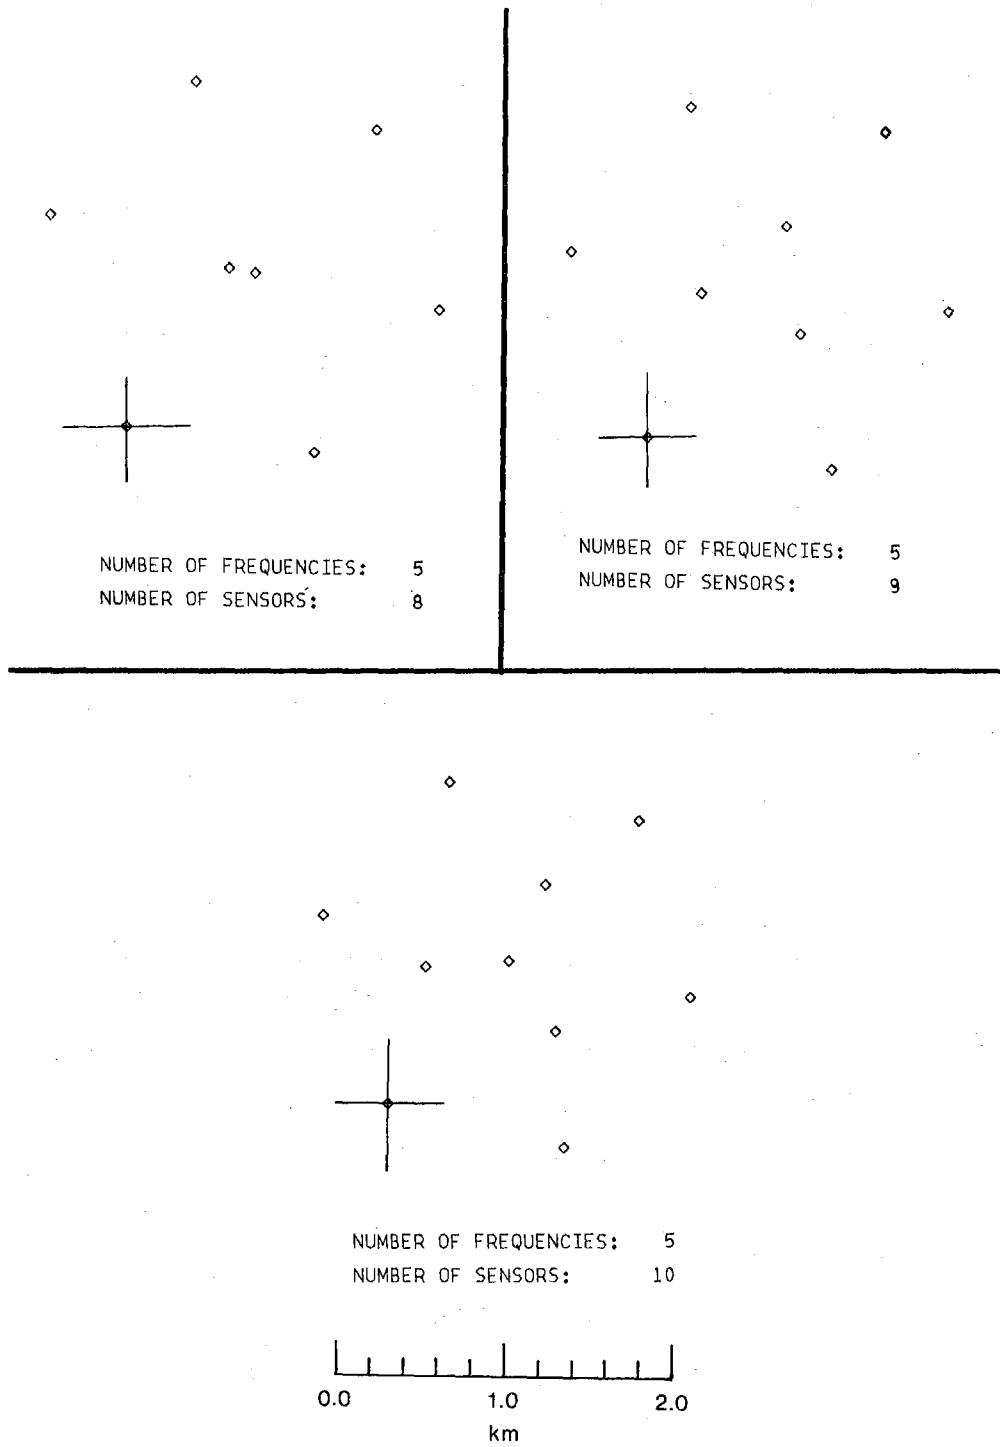 NUMBER OF FREQUENCIES: 5
NUMBER OF SENSORS: 8
NUMBER OF FREQUENCIES: 5
NUMBER OF SENSORS: 9
NUMBER OF FREQUENCIES: 5
NUMBER OF SENSORS: 10
0.0 1.0 2.0
km